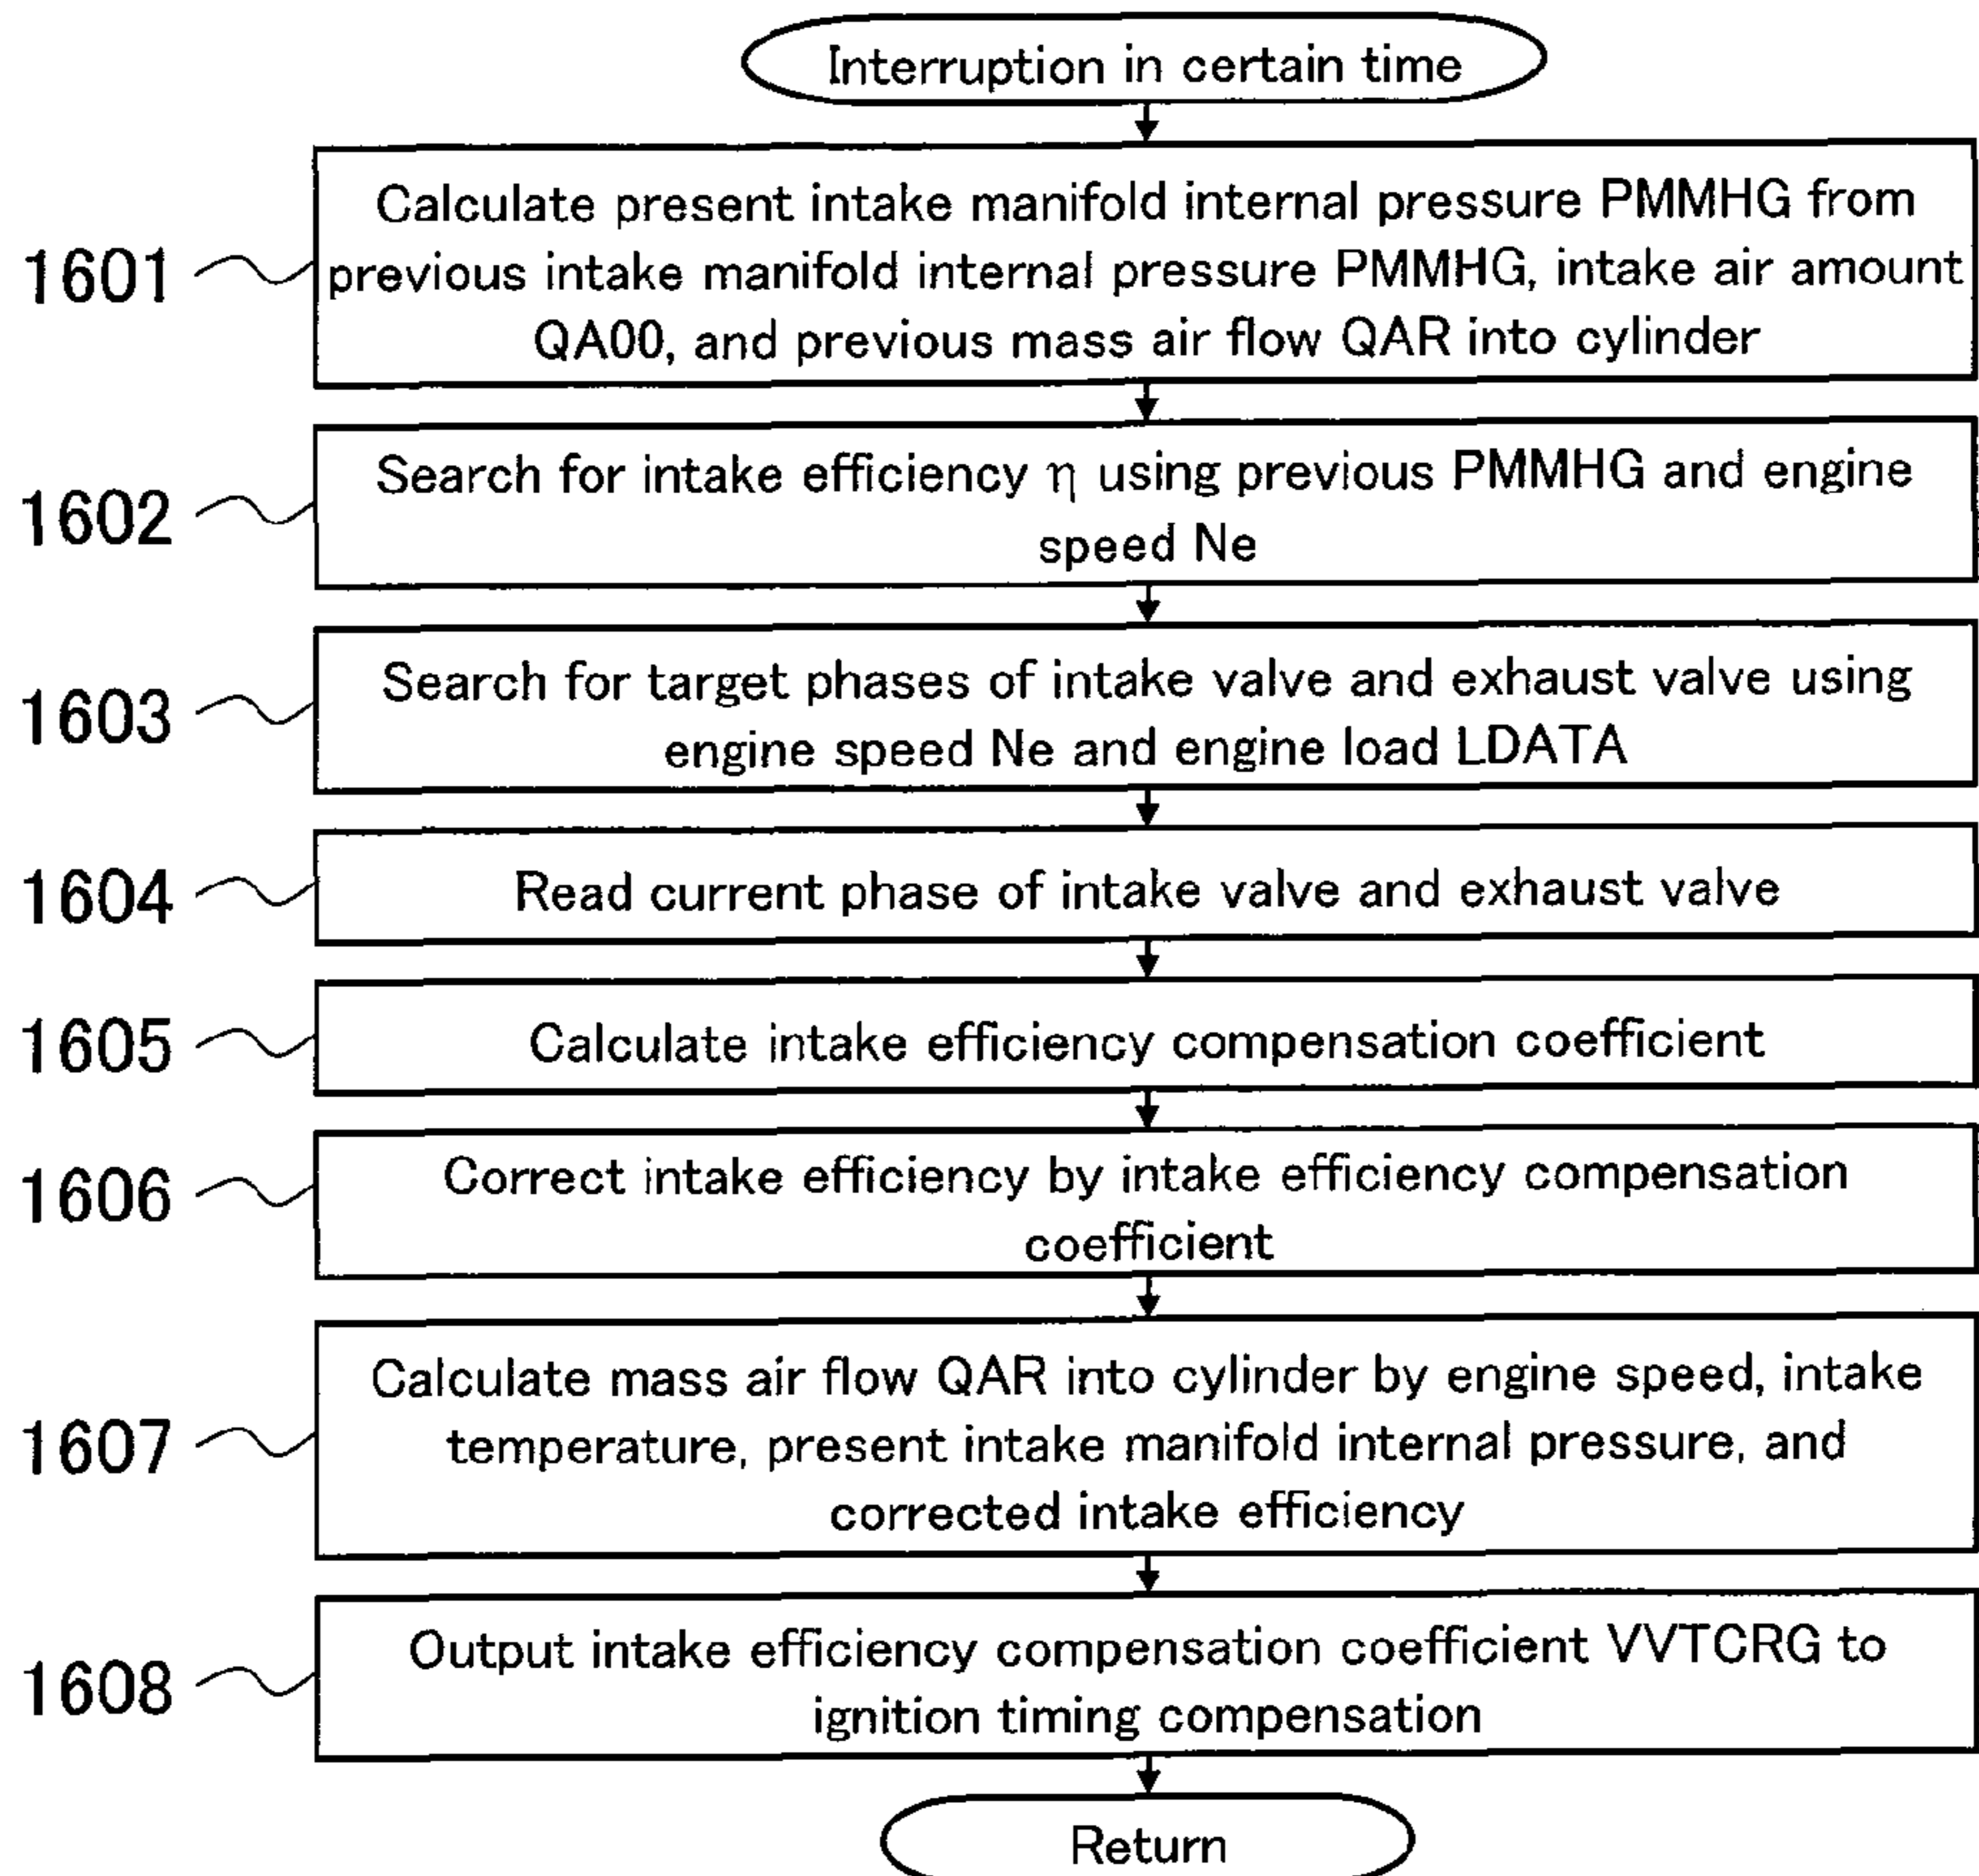 Interruption in certain time
Calculate present intake manifold internal pressure PMMHG from
1601
previous intake manifold internal pressure PMMHG, intake air amount
QA00, and previous mass air flow QAR into cylinder
Search for intake efficiency η using previous PMMHG and engine
1602
speed Ne
Search for target phases of intake valve and exhaust valve using
1603
engine speed Ne and engine load LDATA
1604
Read current phase of intake valve and exhaust valve
1605
Calculate intake efficiency compensation coefficient
Correct intake efficiency by intake efficiency compensation
1606
coefficient
Calculate mass air flow QAR into cylinder by engine speed, intake
1607
temperature, present intake manifold internal pressure, and
corrected intake efficiency
Output intake efficiency compensation coefficient VVTCRG to
1608
ignition timing compensation
Return